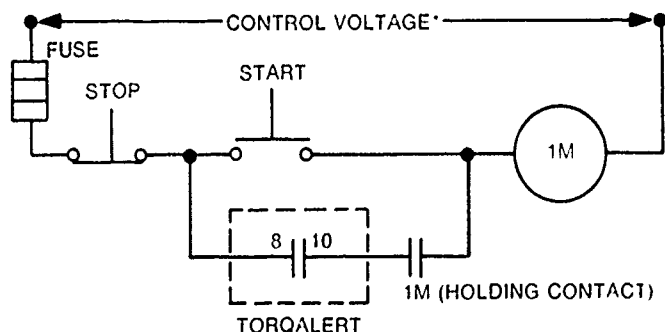 CONTROL VOLTAGE*
FUSE
STOP
START
1M
8 10
1M (HOLDING CONTACT)
TORQALERT